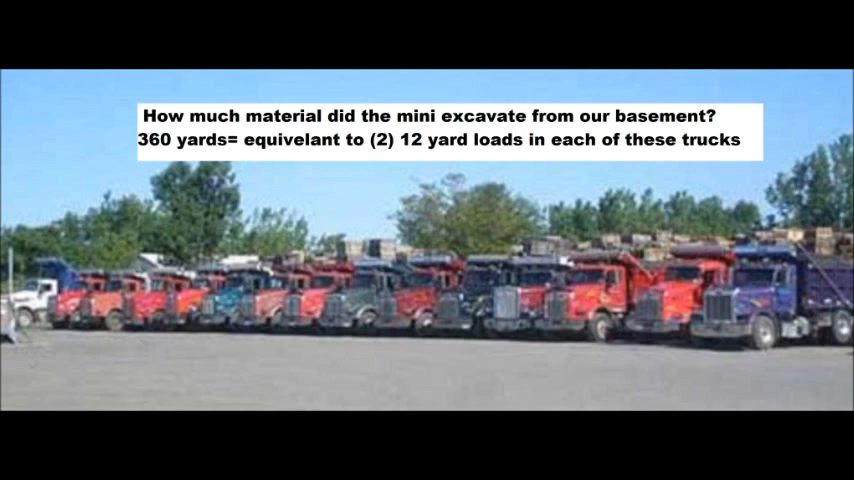 How much material did the mini excavate from our basement?
360 yards= equivelant to (2) 12 yard loads in each of these trucks